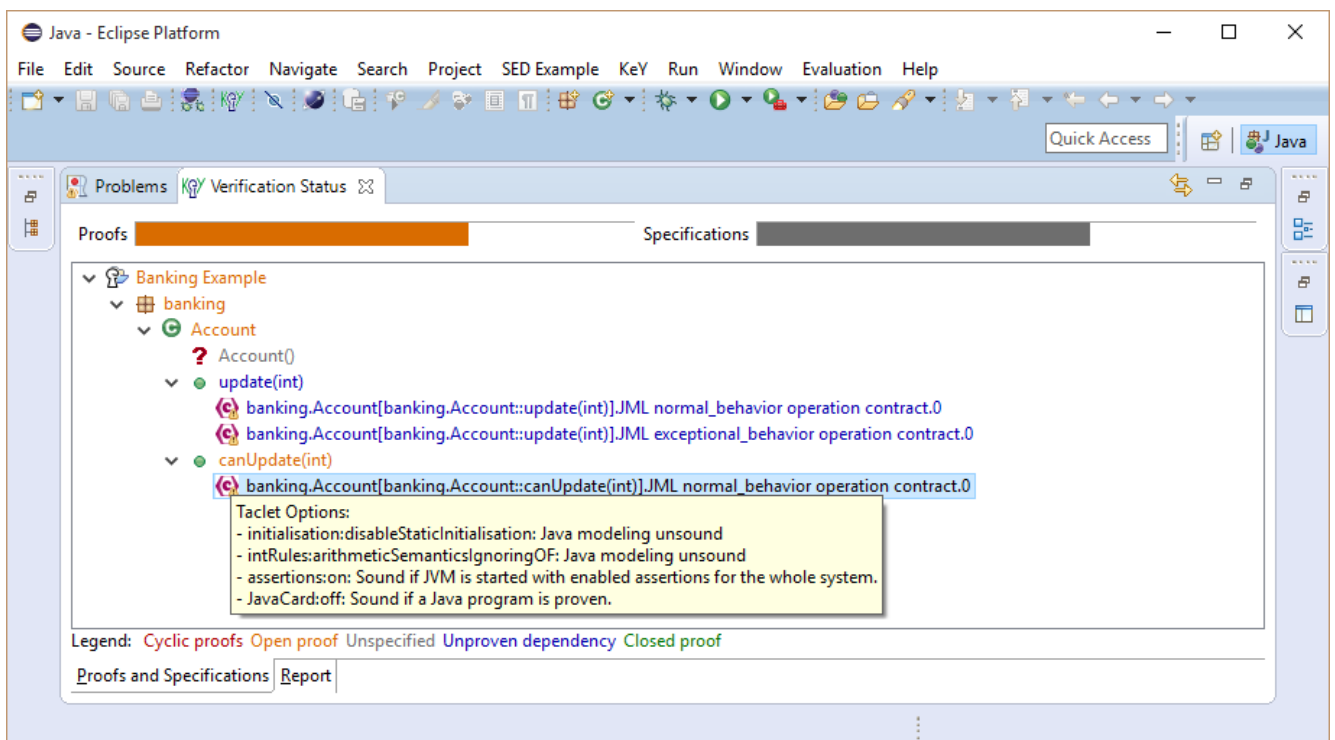 Java - Eclipse Platform
File Edit Source Refactor Navigate Search Project SED Example KeY Run Window Evaluation Help
Quick Access Java
Problems KeY Verification Status
Proofs Specifications
Banking Example
banking
Account
? Account()
update(int)
banking.Account[banking.Account::update(int)].JML normal_behavior operation contract.0
banking.Account[banking.Account::update(int)].JML exceptional_behavior operation contract.0
canUpdate(int)
banking.Account[banking.Account::canUpdate(int)].JML normal_behavior operation contract.0
Taclet Options:
- initialisation:disableStaticInitialisation: Java modeling unsound
- intRules:arithmeticSemanticsIgnoringOF: Java modeling unsound
- assertions:on: Sound if JVM is started with enabled assertions for the whole system.
- JavaCard:off: Sound if a Java program is proven.
Legend: Cyclic proofs Open proof Unspecified Unproven dependency Closed proof
Proofs and Specifications Report